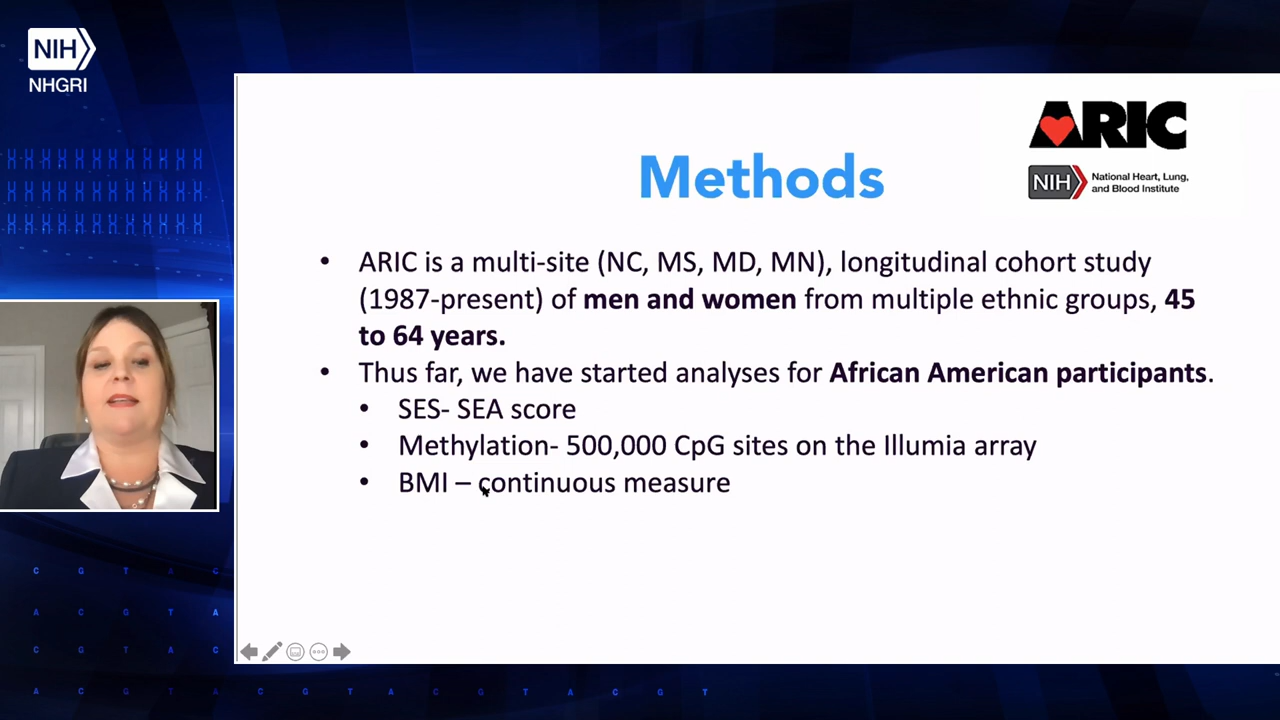 NIH
NHGRI
ARIC
NIH National Heart, Lung,
and Blood Institute
Methods
• ARIC is a multi-site (NC, MS, MD, MN), longitudinal cohort study
(1987-present) of men and women from multiple ethnic groups, 45
to 64 years.
• Thus far, we have started analyses for African American participants.
• SES- SEA score
• Methylation- 500,000 CpG sites on the Illumia array
• BMI – continuous measure
C G T A C
A C G T A
C G T A C
A C G T A C G T A C G T A C G T